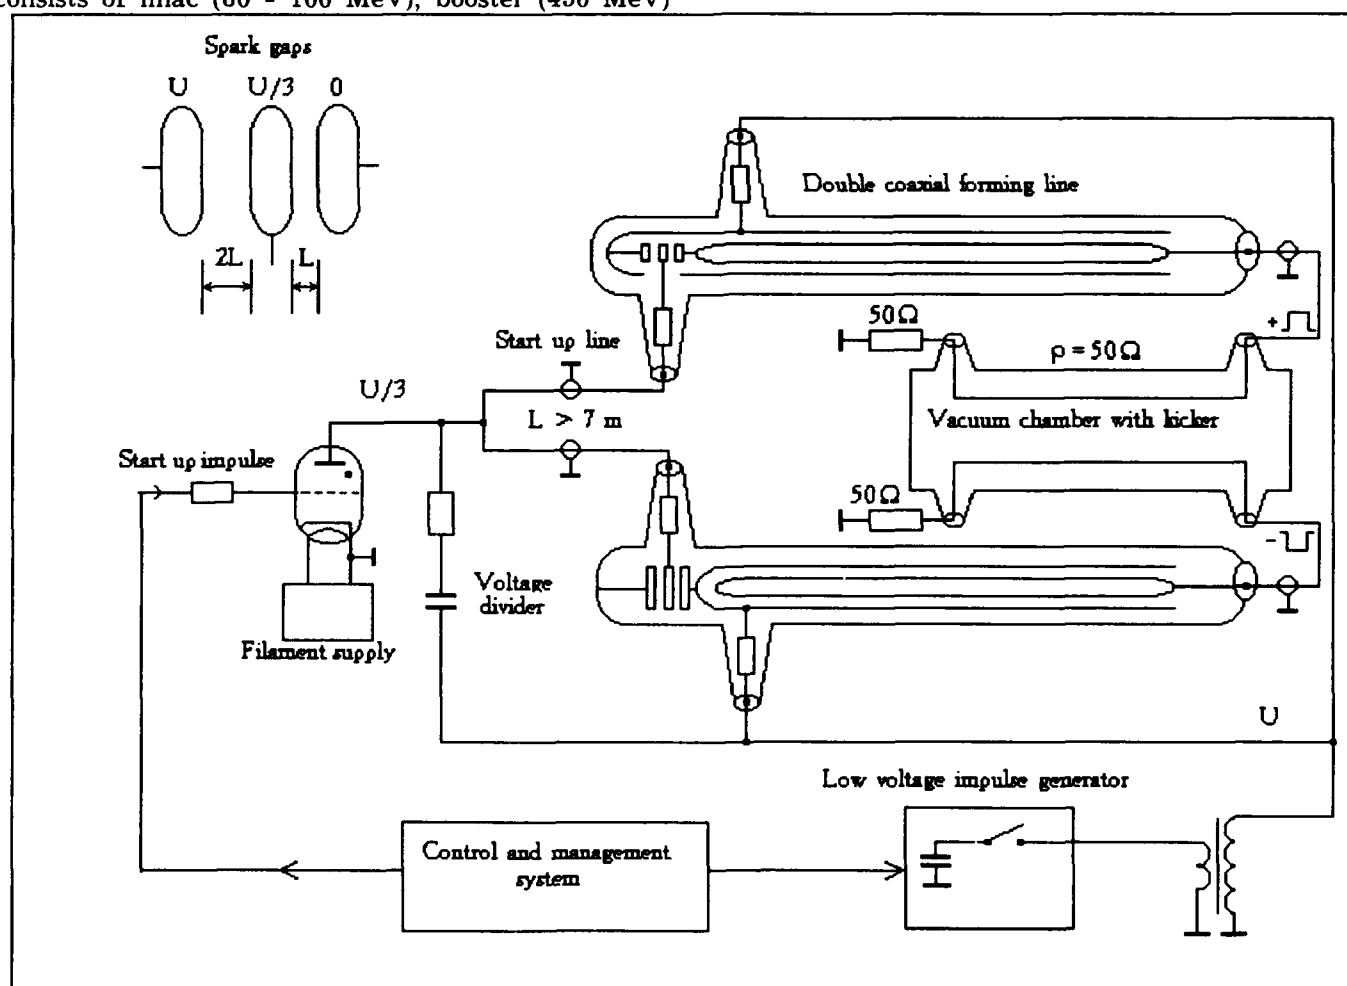 consists of linac (80 - 100 MeV), booster (450 MeV)
Spark gaps
U U/3 0
2L L
Double coaxial forming line
Start up line
U/3
L > 7 m
Start up impulse
50Ω
ρ = 50Ω
+
Vacuum chamber with kicker
50Ω
-
Voltage
divider
Filament supply
U
Low voltage impulse generator
Control and management
system